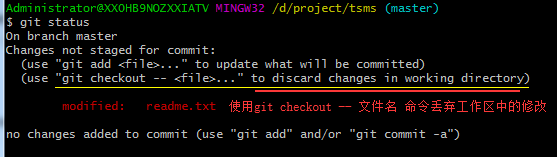 Administrator@XXOHB9NOZXXIATV MINGW32 /d/project/tsms (master)
$ git status
On branch master
Changes not staged for commit:
(use "git add <file>..." to update what will be committed)
(use "git checkout -- <file>..." to discard changes in working directory)
modified: readme.txt 使用git checkout -- 文件名 命令丢弃工作区中的修改
no changes added to commit (use "git add" and/or "git commit -a")